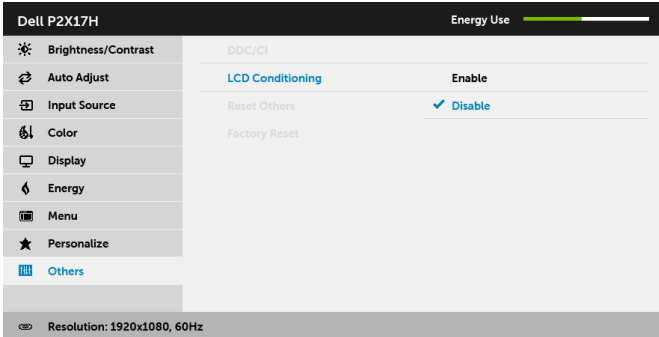 Dell P2X17H Energy Use
Brightness/Contrast DDC/CI
Auto Adjust LCD Conditioning Enable
Input Source Reset Others Disable
Color Factory Reset
Display
Energy
Menu
Personalize
Others
Resolution: 1920x1080, 60Hz